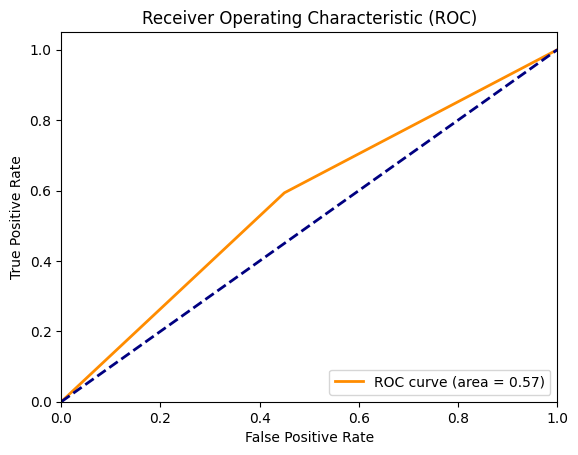 Receiver Operating Characteristic (ROC)
1.0
0.8
0.6
0.4
0.2
0.0
True Positive Rate
ROC curve (area = 0.57)
0.0 0.2 0.4 0.6 0.8 1.0
False Positive Rate